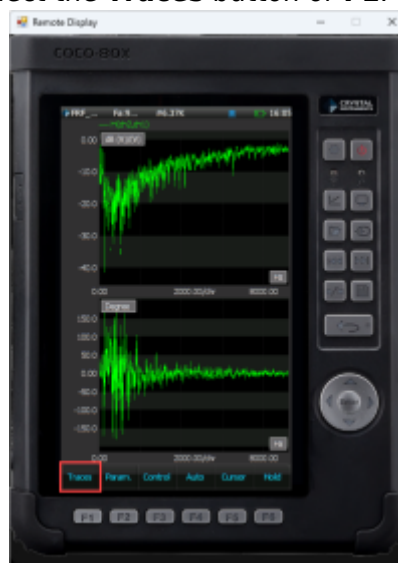 Remote Display
COCO-80X
CRYSTAL
16:05
0.00 dB (V)/(V)
-10.0
-20.0
-30.0
-40.0
Hz
0.00 2000.00/div 8000.00
Degree
150.0
100.0
50.0
0.00
-50.0
-100.0
-150.0
Hz
0.00 2000.00/div 8000.00
Traces Param. Control Auto Cursor Hold
F1 F2 F3 F4 F5 F6